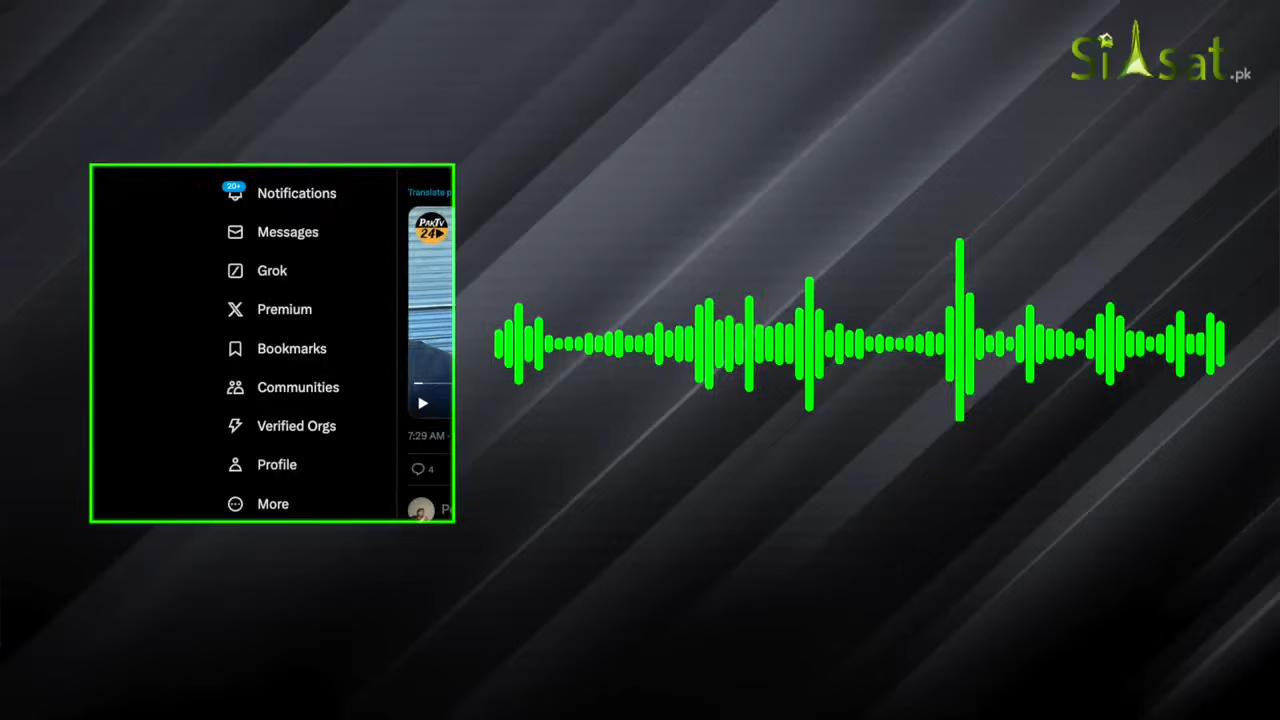 SiAsat.pk
20+
Notifications
Messages
Grok
Premium
Bookmarks
Communities
Verified Orgs
Profile
More
Translate
PakTv
24
7:29 AM ·
4